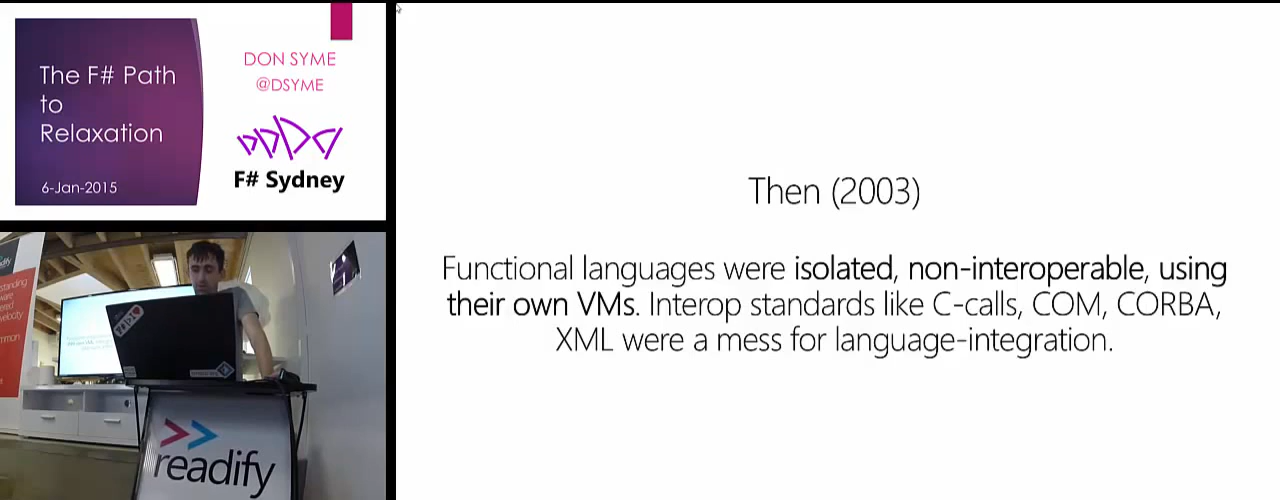 The F# Path
to
Relaxation
6-Jan-2015
DON SYME
@DSYME
F# Sydney
Then (2003)
Functional languages were isolated, non-interoperable, using
their own VMs. Interop standards like C-calls, COM, CORBA,
XML were a mess for language-integration.
readify